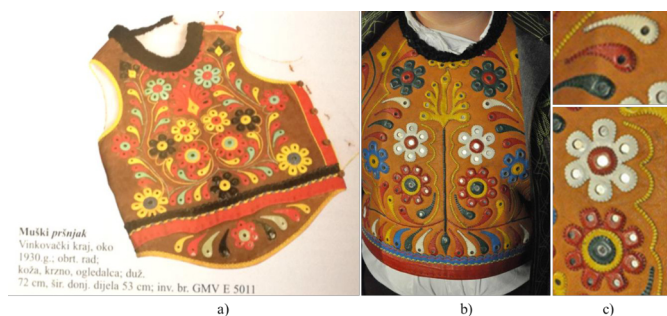 Muški pršnjak
Vinkovački kraj, oko
1930.g.; obrt. rad;
koža, krzno, ogledalca; duž.
72 cm, šir. donj. dijela 53 cm; inv. br. GMV E 5011
a)
b)
c)